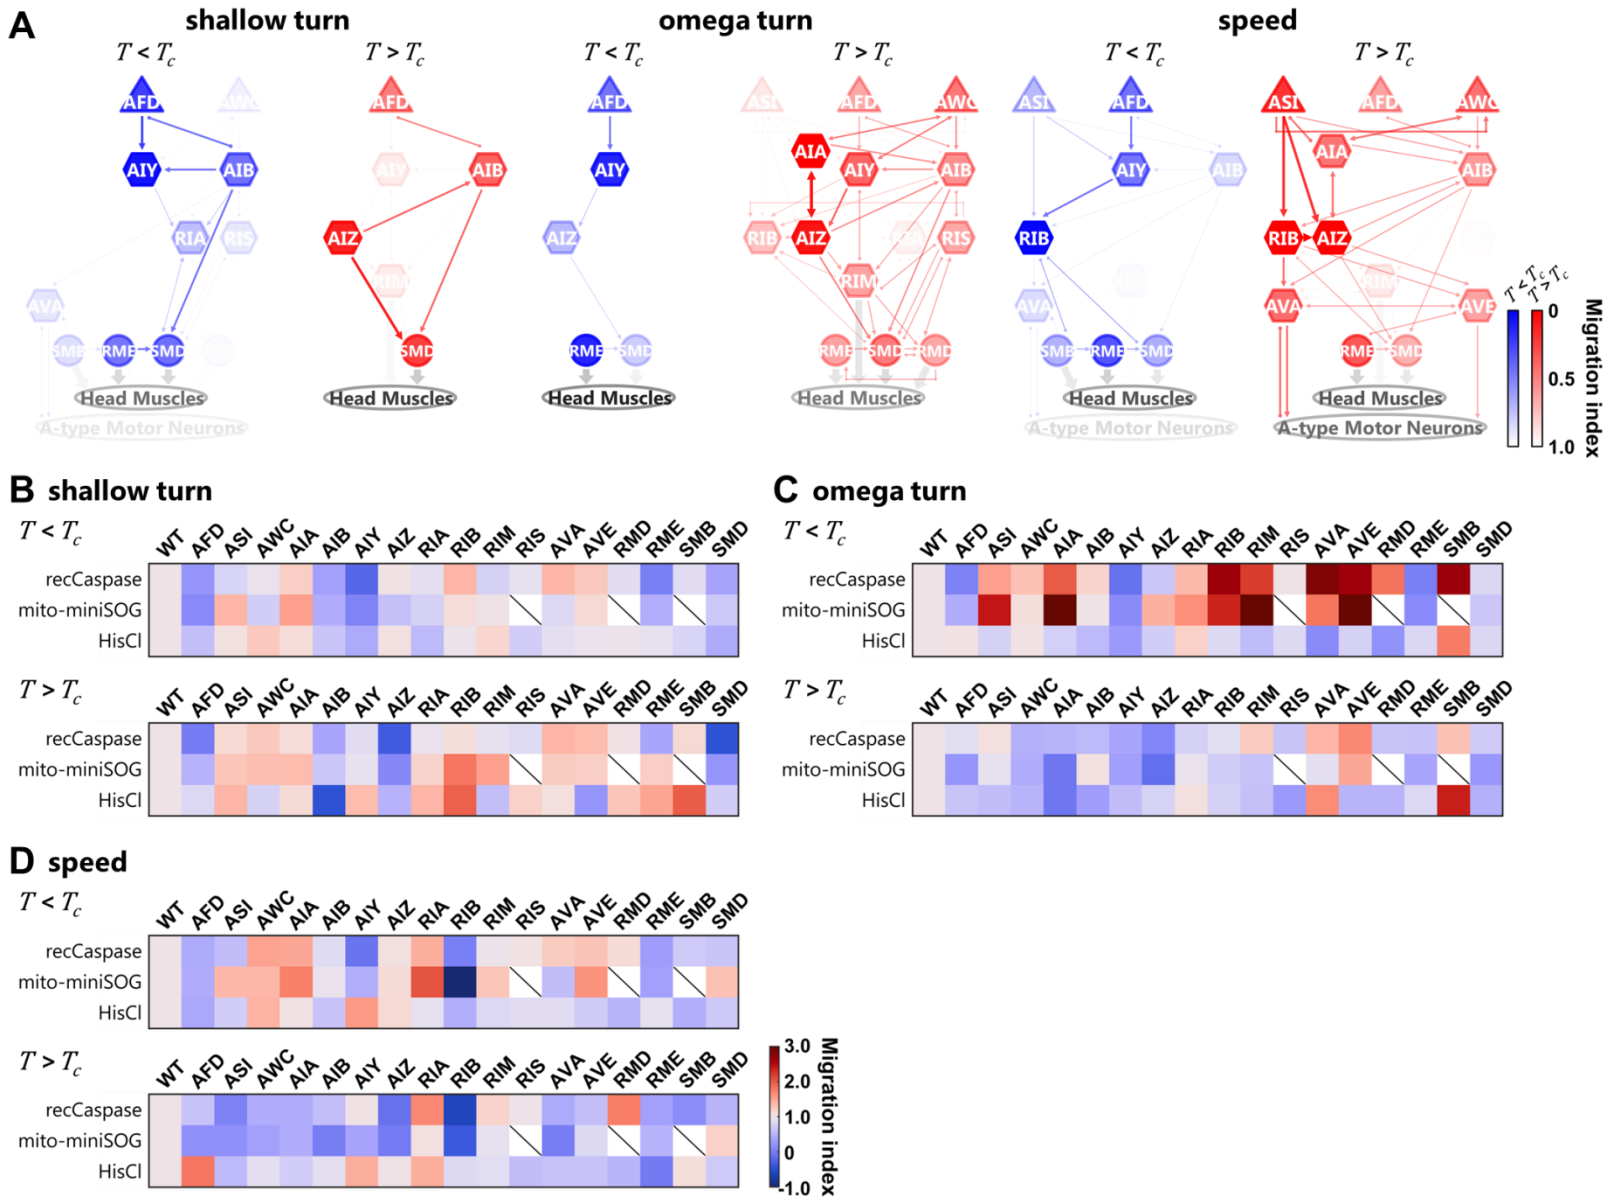 A
shallow turn
omega turn
speed
T < Tc
T > Tc
T < Tc
T > Tc
T < Tc
T > Tc
AFD
AWC
AFD
AFD
ASI
AFD
AWC
ASI
AFD
ASI
AFD
AWC
AIY
AIB
AIY
AIB
AIY
AIA
AIY
AIB
AIY
AIB
AIA
AIB
RIA
RIS
AIZ
AIZ
RIB
AIZ
RIA
RIS
RIB
RIB
AIZ
AVA
RIM
RIM
AVA
AVA
RIM
AVE
SMB
RME
SMD
SMD
RME
SMD
RME
SMD
RMD
SMB
RME
SMD
RME
SMD
Head Muscles
Head Muscles
Head Muscles
Head Muscles
Head Muscles
Head Muscles
A-type Motor Neurons
A-type Motor Neurons
A-type Motor Neurons
T < Tc
T > Tc
0
0.5
1.0
Migration index
B shallow turn
T < Tc
WT AFD ASI AWC AIA AIB AIY AIZ RIA RIB RIM RIS AVA AVE RMD RME SMB SMD
recCaspase
mito-miniSOG
HisCl
T > Tc
WT AFD ASI AWC AIA AIB AIY AIZ RIA RIB RIM RIS AVA AVE RMD RME SMB SMD
recCaspase
mito-miniSOG
HisCl
C omega turn
T < Tc
WT AFD ASI AWC AIA AIB AIY AIZ RIA RIB RIM RIS AVA AVE RMD RME SMB SMD
recCaspase
mito-miniSOG
HisCl
T > Tc
WT AFD ASI AWC AIA AIB AIY AIZ RIA RIB RIM RIS AVA AVE RMD RME SMB SMD
recCaspase
mito-miniSOG
HisCl
D speed
T < Tc
WT AFD ASI AWC AIA AIB AIY AIZ RIA RIB RIM RIS AVA AVE RMD RME SMB SMD
recCaspase
mito-miniSOG
HisCl
T > Tc
WT AFD ASI AWC AIA AIB AIY AIZ RIA RIB RIM RIS AVA AVE RMD RME SMB SMD
recCaspase
mito-miniSOG
HisCl
3.0
2.0
1.0
0
-1.0
Migration index